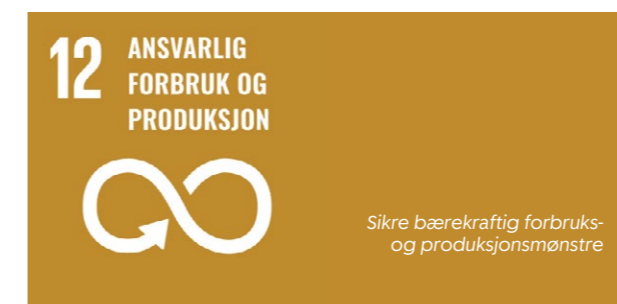 12 ANSVARLIG
FORBRUK OG
PRODUKSJON
Sikre bærekraftig forbruks-
og produksjonsmønstre